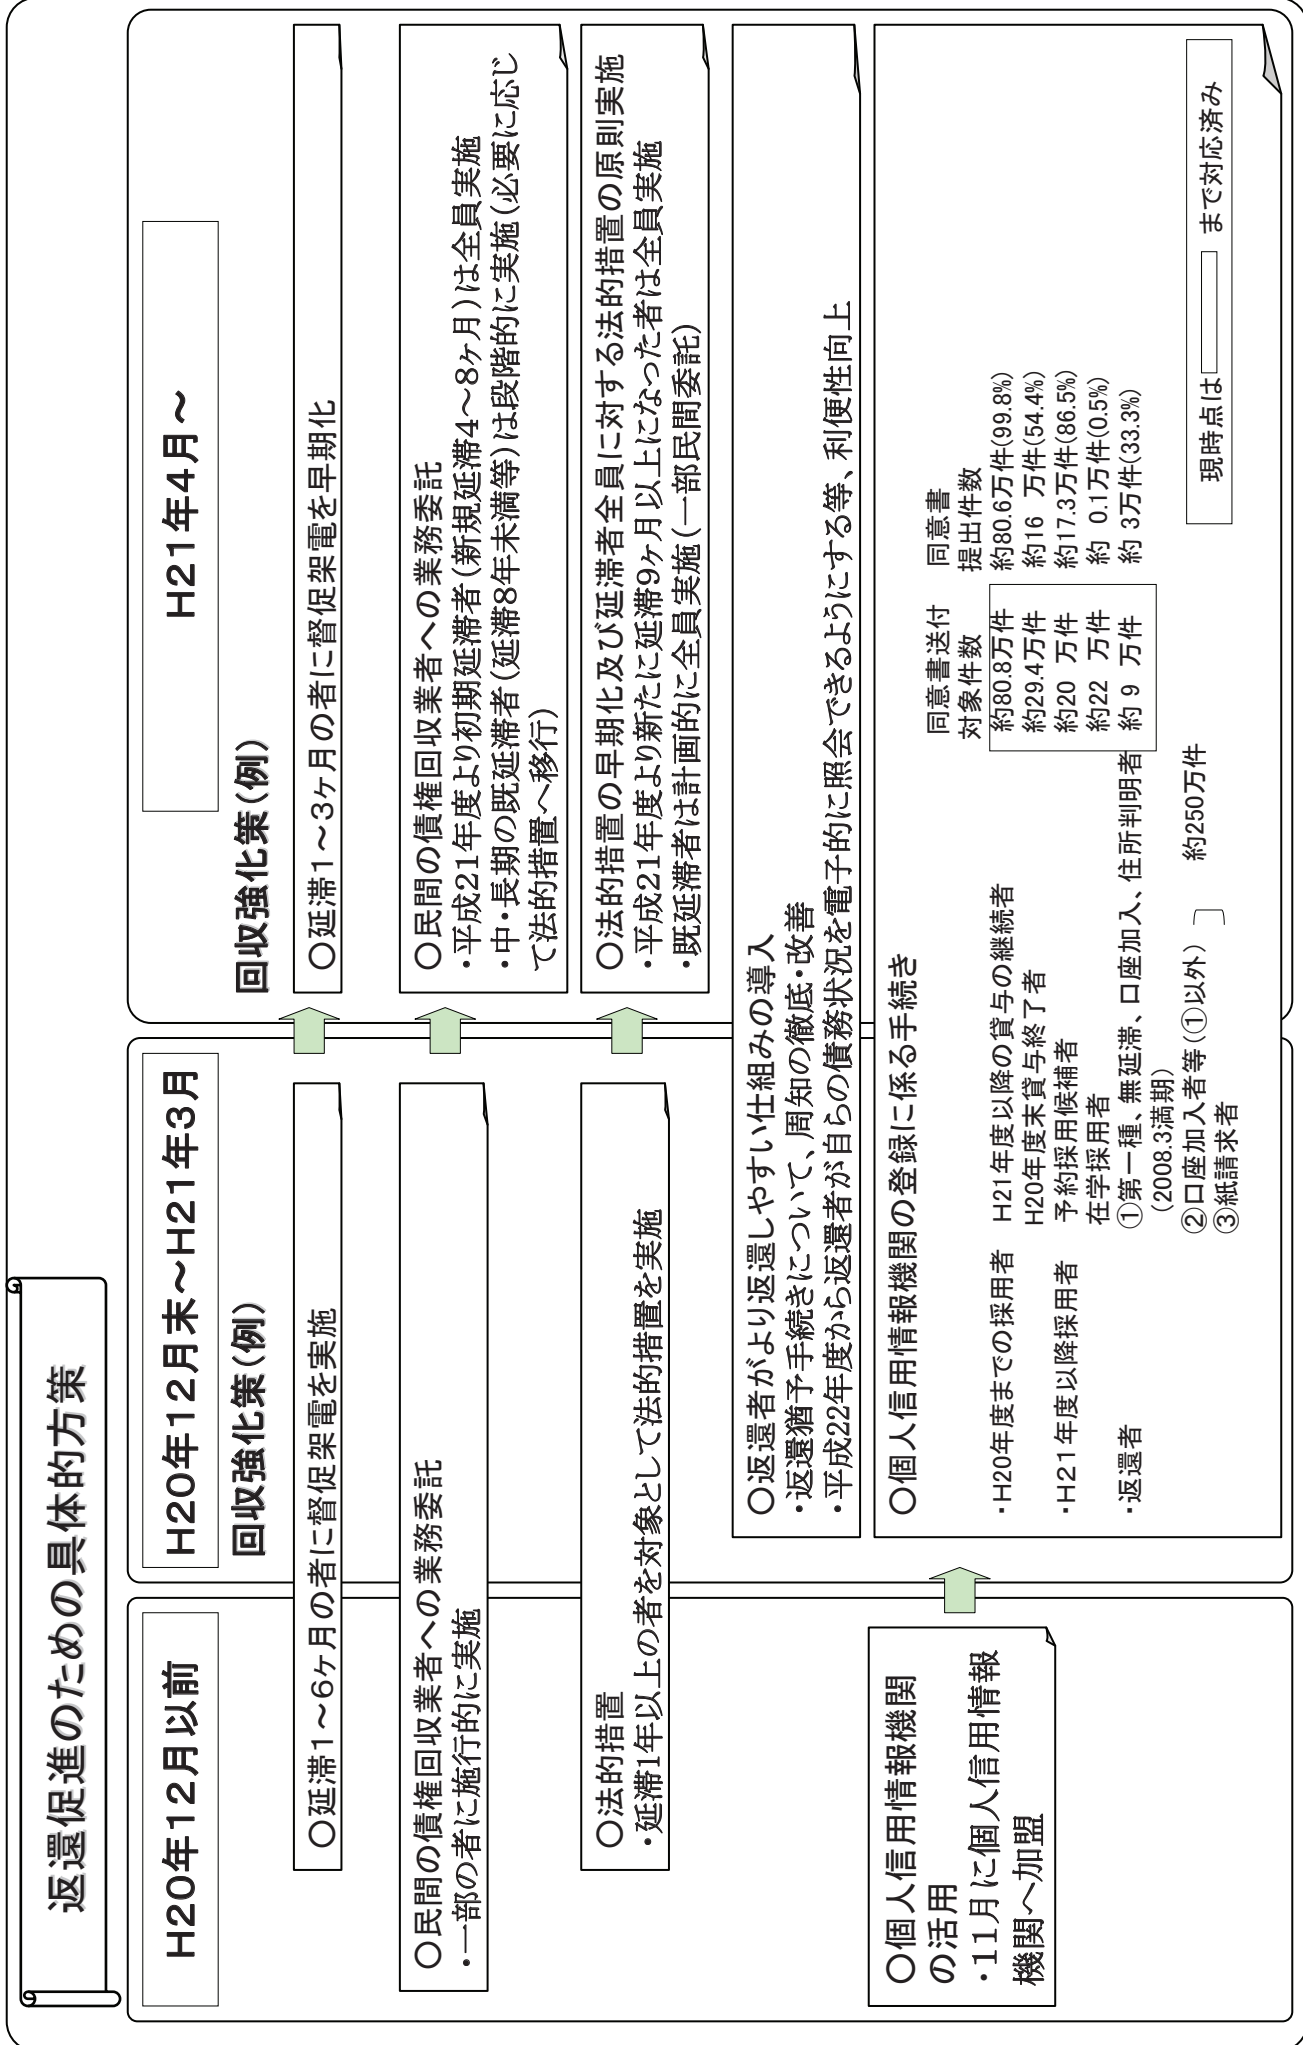 返還促進のための具体的方策
H20年12月以前
H20年12月末～H21年3月
H21年4月～
回収強化策(例)
回収強化策(例)
○延滞1～6ヶ月の者に督促架電を実施
○延滞1～3ヶ月の者に督促架電を早期化
○民間の債権回収業者への業務委託
・一部の者に施行的に実施
○民間の債権回収業者への業務委託
・平成21年度より初期延滞者(新規延滞4～8ヶ月)は全員実施
・中・長期の既延滞者(延滞8年未満等)は段階的に実施(必要に応じ
て法的措置へ移行)
○法的措置
・延滞1年以上の者を対象として法的措置を実施
○法的措置の早期化及び延滞者全員に対する法的措置の原則実施
・平成21年度より新たに延滞9ヶ月以上になった者は全員実施
・既延滞者は計画的に全員実施(一部民間委託)
○返還者がより返還しやすい仕組みの導入
・返還猶予手続きについて、周知の徹底・改善
・平成22年度から返還者が自らの債務状況を電子的に照会できるようにする等、利便性向上
○個人信用情報機関
の活用
・11月に個人信用情報
機関へ加盟
○個人信用情報機関の登録に係る手続き
同意書送付 同意書
対象件数 提出件数
・H20年度までの採用者 H21年度以降の貸与の継続者 約80.8万件 約80.6万件(99.8%)
H20年度末貸与終了者 約29.4万件 約16 万件(54.4%)
・H21年度以降採用者 予約採用候補者 約20 万件 約17.3万件(86.5%)
在学採用者 約22 万件 約 0.1万件(0.5%)
・返還者 ①第一種、無延滞、口座加入、住所判明者 約 9 万件 約 3万件(33.3%)
(2008.3満期)
②口座加入者等(①以外) 約250万件
③紙請求者
現時点は まで対応済み